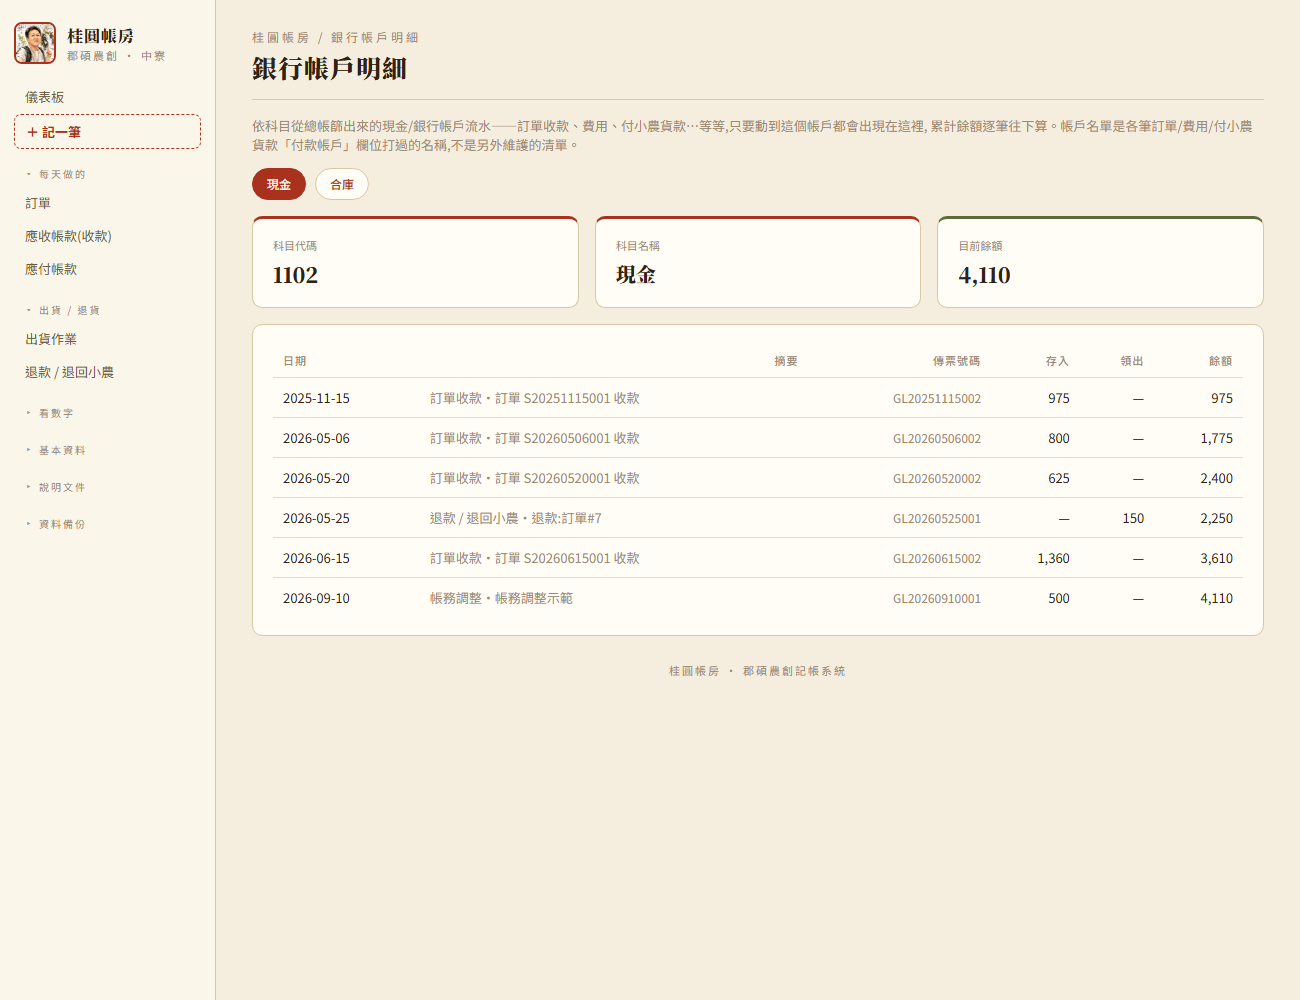 桂圓帳房
郡碩農創 · 中寮
儀表板
＋ 記一筆
每天做的
訂單
應收帳款(收款)
應付帳款
出貨 / 退貨
出貨作業
退款 / 退回小農
看數字
基本資料
說明文件
資料備份
桂圓帳房 / 銀行帳戶明細
銀行帳戶明細
依科目從總帳篩出來的現金/銀行帳戶流水——訂單收款、費用、付小農貨款…等等,只要動到這個帳戶都會出現在這裡, 累計餘額逐筆往下算。帳戶名單是各筆訂單/費用/付小農
貨款「付款帳戶」欄位打過的名稱,不是另外維護的清單。
現金 合庫
科目代碼 科目名稱 目前餘額
1102 現金 4,110
日期 摘要 傳票號碼 存入 領出 餘額
2025-11-15 訂單收款・訂單 S20251115001 收款 GL20251115002 975 — 975
2026-05-06 訂單收款・訂單 S20260506001 收款 GL20260506002 800 — 1,775
2026-05-20 訂單收款・訂單 S20260520001 收款 GL20260520002 625 — 2,400
2026-05-25 退款 / 退回小農・退款:訂單#7 GL20260525001 — 150 2,250
2026-06-15 訂單收款・訂單 S20260615001 收款 GL20260615002 1,360 — 3,610
2026-09-10 帳務調整・帳務調整示範 GL20260910001 500 — 4,110
桂圓帳房 · 郡碩農創記帳系統